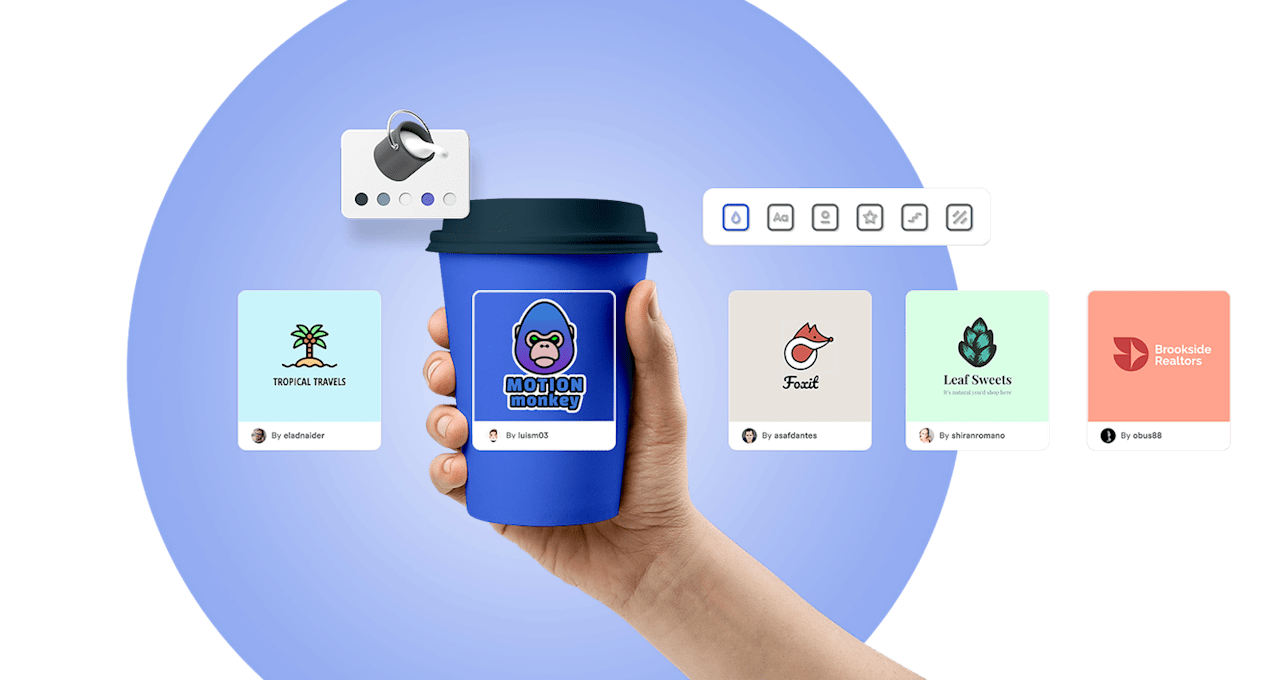 Aa
TROPICAL TRAVELS
By eladnaider
MOTION
monkey
By luism03
Foxit
By asafdantes
Leaf Sweets
It's natural you'd shop here
By shiranromano
Brookside
Realtors
By obus88